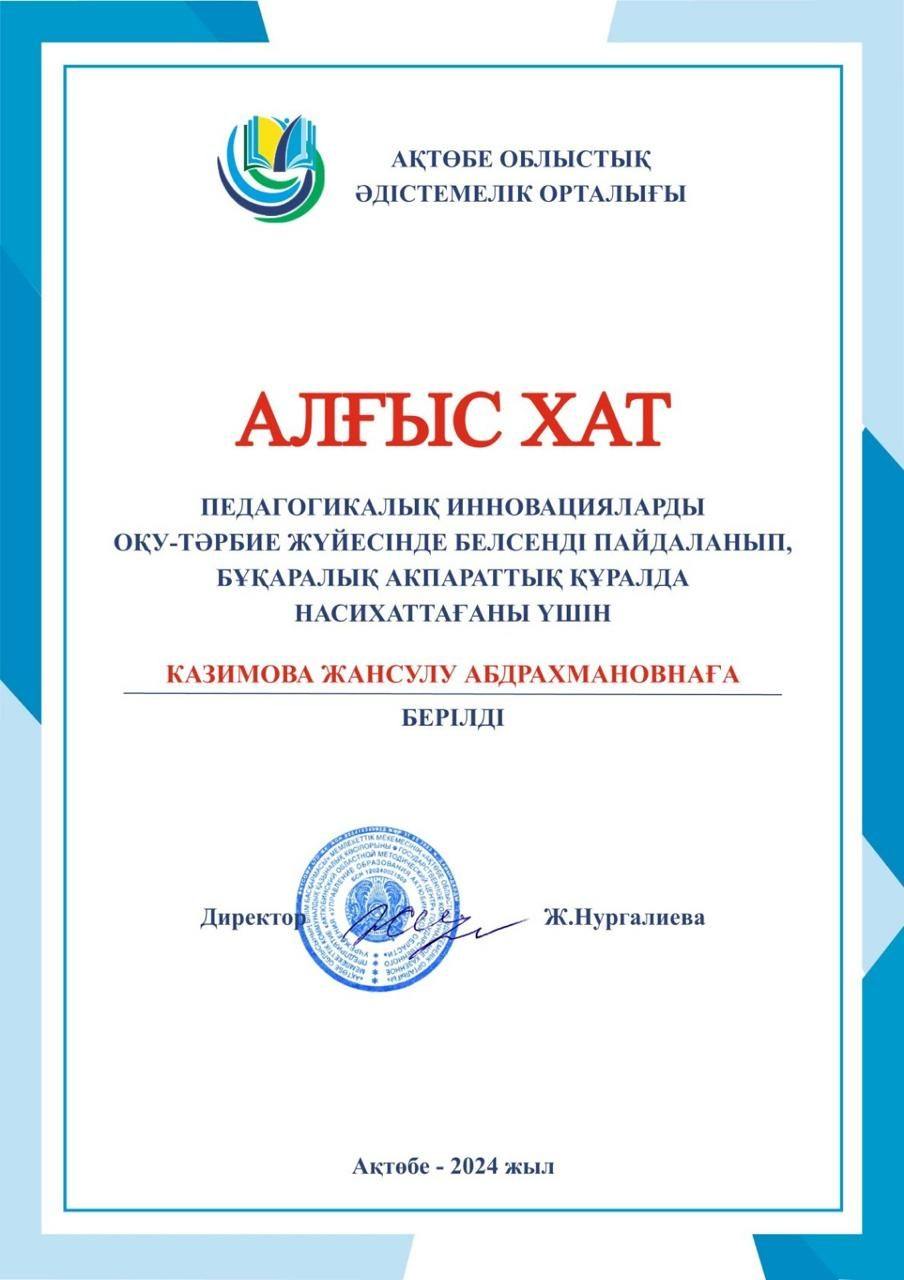 АҚТӨБЕ ОБЛЫСТЫҚ
ӘДІСТЕМЕЛІК ОРТАЛЫҒЫ
АЛҒЫС ХАТ
ПЕДАГОГИКАЛЫҚ ИННОВАЦИЯЛАРДЫ
ОҚУ-ТӘРБИЕ ЖҮЙЕСІНДЕ БЕЛСЕНДІ ПАЙДАЛАНЫП,
БҰҚАРАЛЫҚ АКПАРАТТЫҚ ҚҰРАЛДА
НАСИХАТТАҒАНЫ ҮШІН
КАЗИМОВА ЖАНСУЛУ АБДРАХМАНОВНАҒА
БЕРІЛДІ
Директор
Ж.Нургалиева
Ақтөбе - 2024 жыл